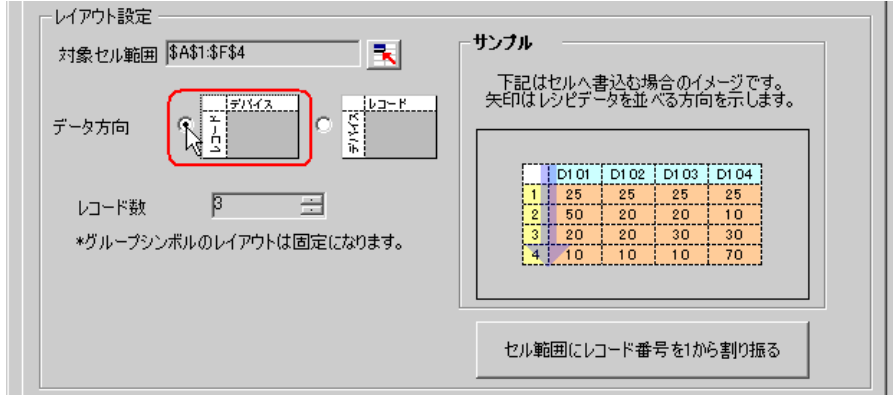 レイアウト設定
対象セル範囲 $A$1:$F$4
データ方向
デバイス
レコード
レコード
デバイス
レコード数 3
*グループシンボルのレイアウトは固定になります。
サンプル
下記はセルへ書込む場合のイメージです。
矢印はレシピデータを並べる方向を示します。
D101 D102 D103 D104
1 25 25 25 25
2 50 20 20 10
3 20 20 30 30
4 10 10 10 70
セル範囲にレコード番号を1から割り振る